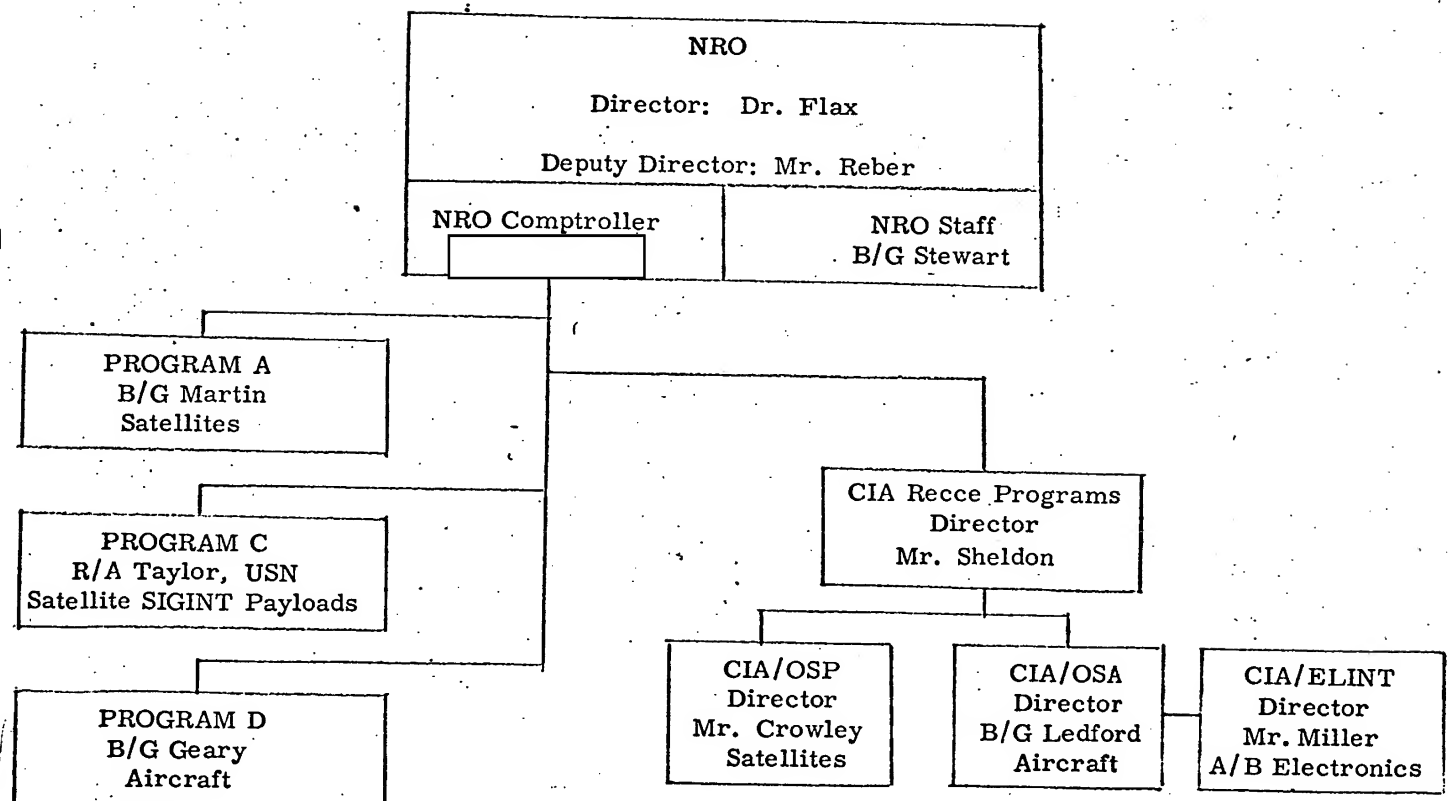 NRO
Director: Dr. Flax
Deputy Director: Mr. Reber
NRO Comptroller
NRO Staff
B/G Stewart
PROGRAM A
B/G Martin
Satellites
PROGRAM C
R/A Taylor, USN
Satellite SIGINT Payloads
PROGRAM D
B/G Geary
Aircraft
CIA Recce Programs
Director
Mr. Sheldon
CIA/OSP
Director
Mr. Crowley
Satellites
CIA/OSA
Director
B/G Ledford
Aircraft
CIA/ELINT
Director
Mr. Miller
A/B Electronics